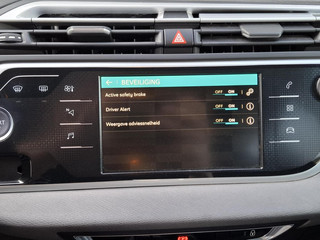 BEVEILIGING
Active safety brake OFF ON
Driver Alert OFF ON
Weergave adviessnelheid OFF ON